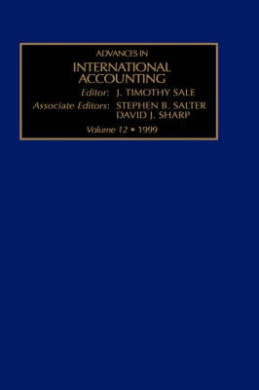 ADVANCES IN
INTERNATIONAL
ACCOUNTING
Editor: J. TIMOTHY SALE
Associate Editors: STEPHEN B. SALTER
DAVID J. SHARP
Volume 12 • 1999